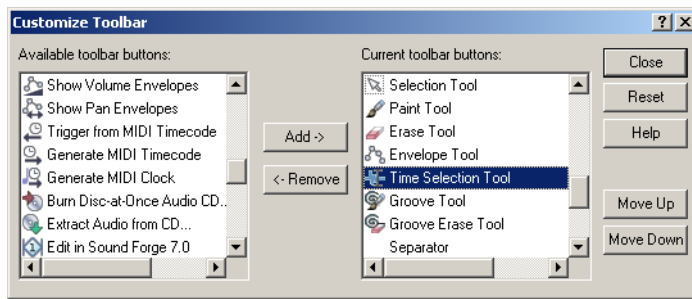 Customize Toolbar
Available toolbar buttons:
Show Volume Envelopes
Show Pan Envelopes
Trigger from MIDI Timecode
Generate MIDI Timecode
Generate MIDI Clock
Burn Disc-at-Once Audio CD..
Extract Audio from CD...
Edit in Sound Forge 7.0
Add ->
<- Remove
Current toolbar buttons:
Selection Tool
Paint Tool
Erase Tool
Envelope Tool
Time Selection Tool
Groove Tool
Groove Erase Tool
Separator
Close
Reset
Help
Move Up
Move Down